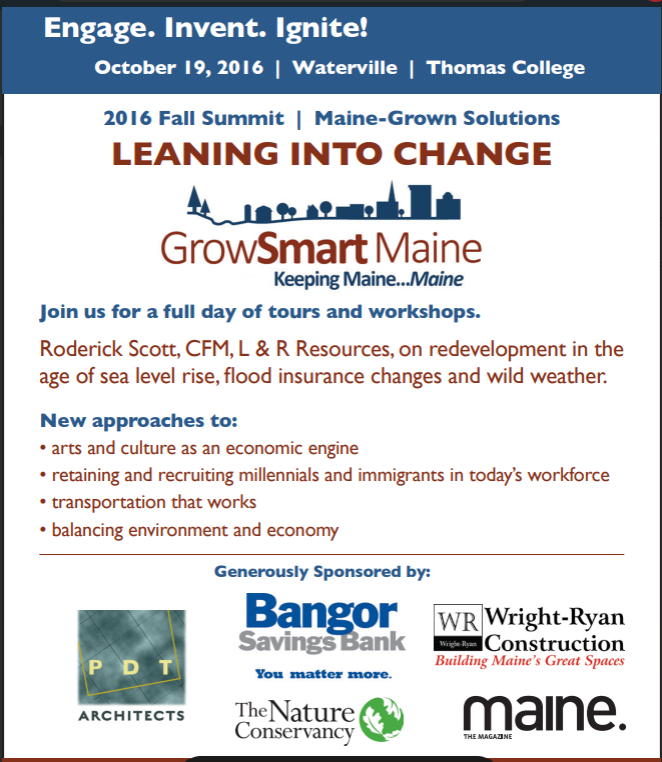 Engage. Invent. Ignite!
October 19, 2016 | Waterville | Thomas College
2016 Fall Summit | Maine-Grown Solutions
LEANING INTO CHANGE
GrowSmart Maine
Keeping Maine...Maine
Join us for a full day of tours and workshops.
Roderick Scott, CFM, L & R Resources, on redevelopment in the
age of sea level rise, flood insurance changes and wild weather.
New approaches to:
• arts and culture as an economic engine
• retaining and recruiting millennials and immigrants in today's workforce
• transportation that works
• balancing environment and economy
Generously Sponsored by:
PDT
ARCHITECTS
Bangor
Savings Bank
You matter more.
WR
Wright-Ryan
Wright-Ryan
Construction
Building Maine's Great Spaces
The Nature
Conservancy
maine.
THE MAGAZINE